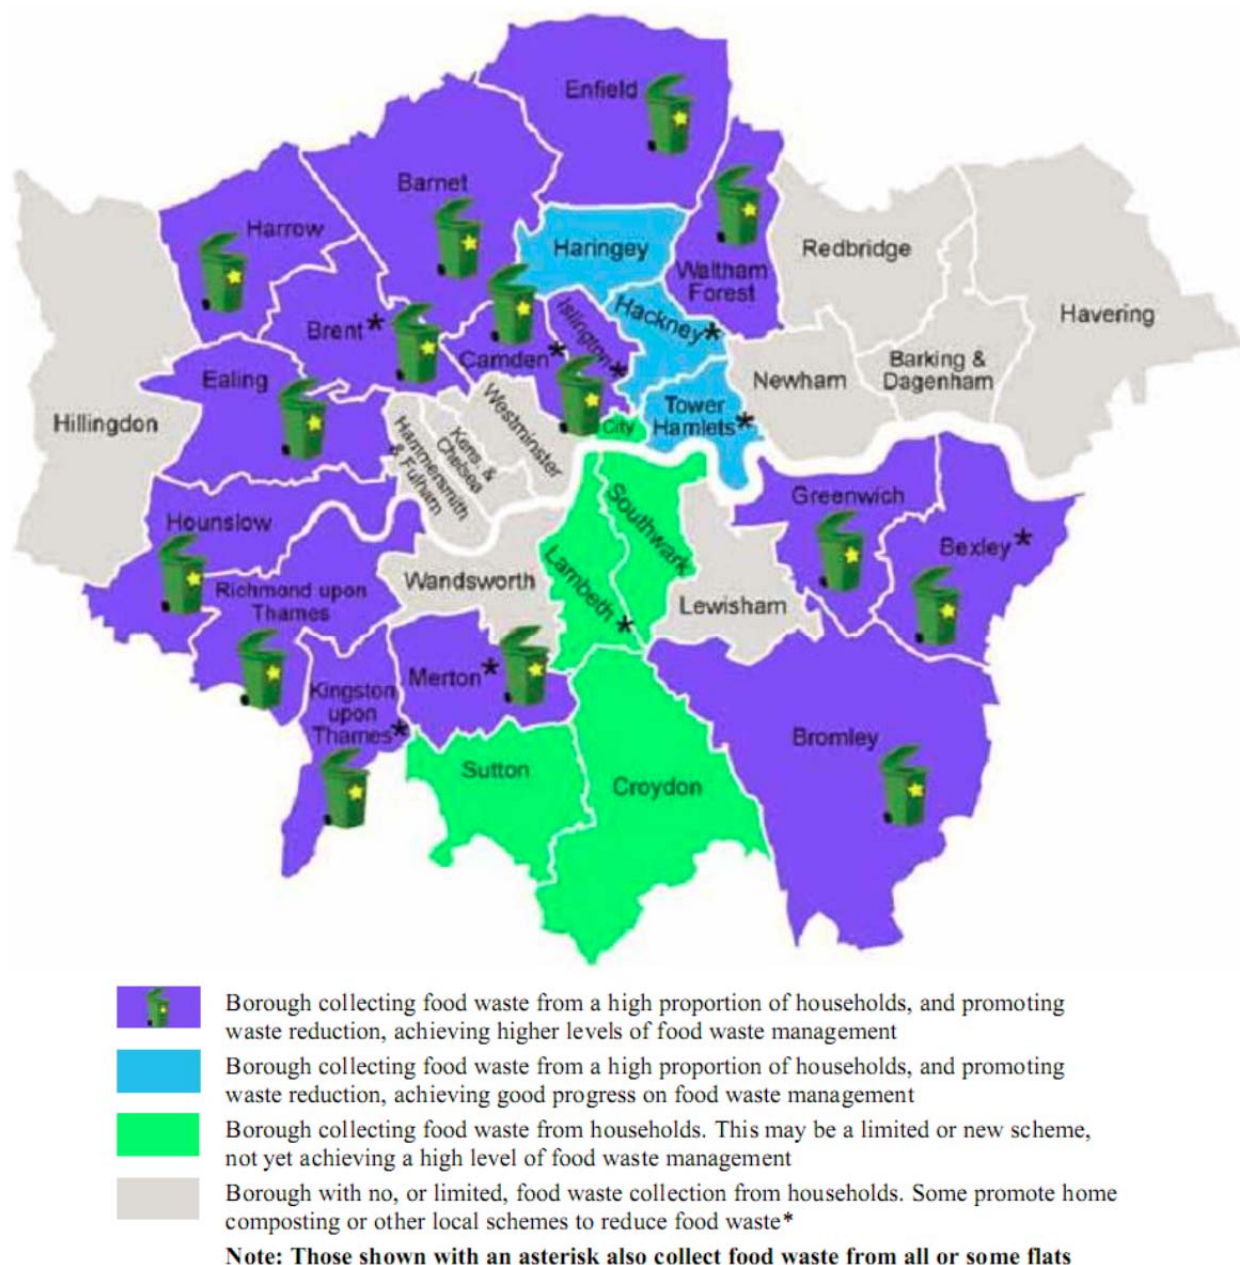 Enfield
Barnet
Harrow
Haringey
Waltham
Forest
Redbridge
Havering
Brent*
Camden*
Islington*
Hackney*
Ealing
Newham
Barking &
Dagenham
Hillingdon
Westminster
Kens. &
Chelsea
Hammersmith
& Fulham
City
Tower
Hamlets*
Hounslow
Greenwich
Bexley*
Southwark
Lambeth*
Richmond upon
Thames
Wandsworth
Lewisham
Kingston
upon
Thames*
Merton*
Bromley
Sutton
Croydon
Borough collecting food waste from a high proportion of households, and promoting
waste reduction, achieving higher levels of food waste management
Borough collecting food waste from a high proportion of households, and promoting
waste reduction, achieving good progress on food waste management
Borough collecting food waste from households. This may be a limited or new scheme,
not yet achieving a high level of food waste management
Borough with no, or limited, food waste collection from households. Some promote home
composting or other local schemes to reduce food waste*
Note: Those shown with an asterisk also collect food waste from all or some flats